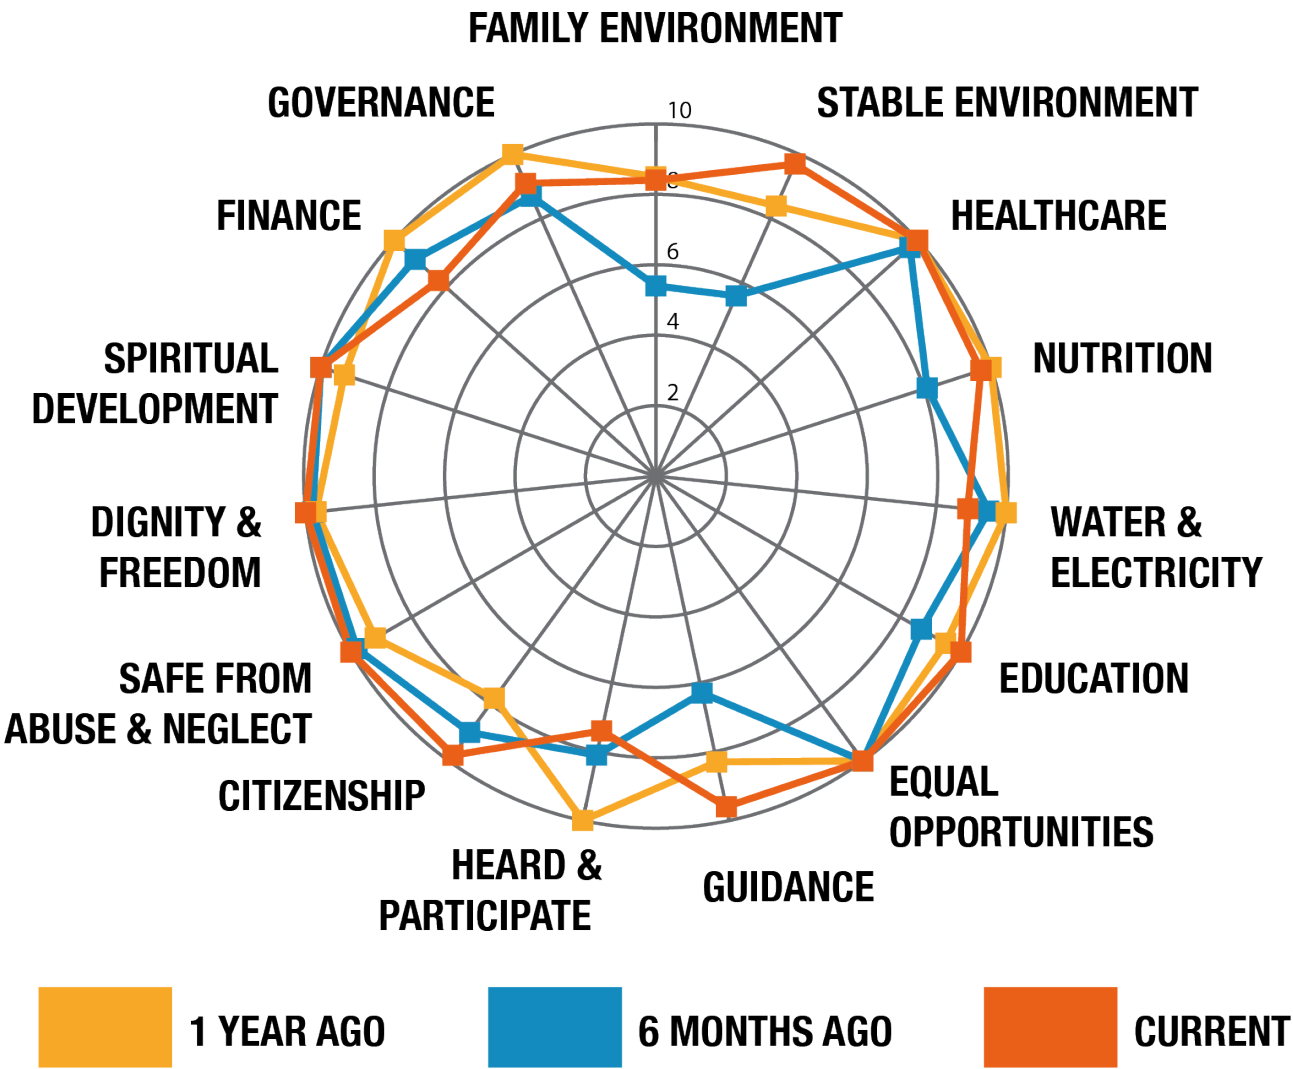 FAMILY ENVIRONMENT
GOVERNANCE
10
STABLE ENVIRONMENT
8
FINANCE
HEALTHCARE
6
4
SPIRITUAL
DEVELOPMENT
NUTRITION
2
DIGNITY &
FREEDOM
WATER &
ELECTRICITY
SAFE FROM
ABUSE & NEGLECT
EDUCATION
CITIZENSHIP
EQUAL
OPPORTUNITIES
HEARD &
PARTICIPATE
GUIDANCE
1 YEAR AGO
6 MONTHS AGO
CURRENT